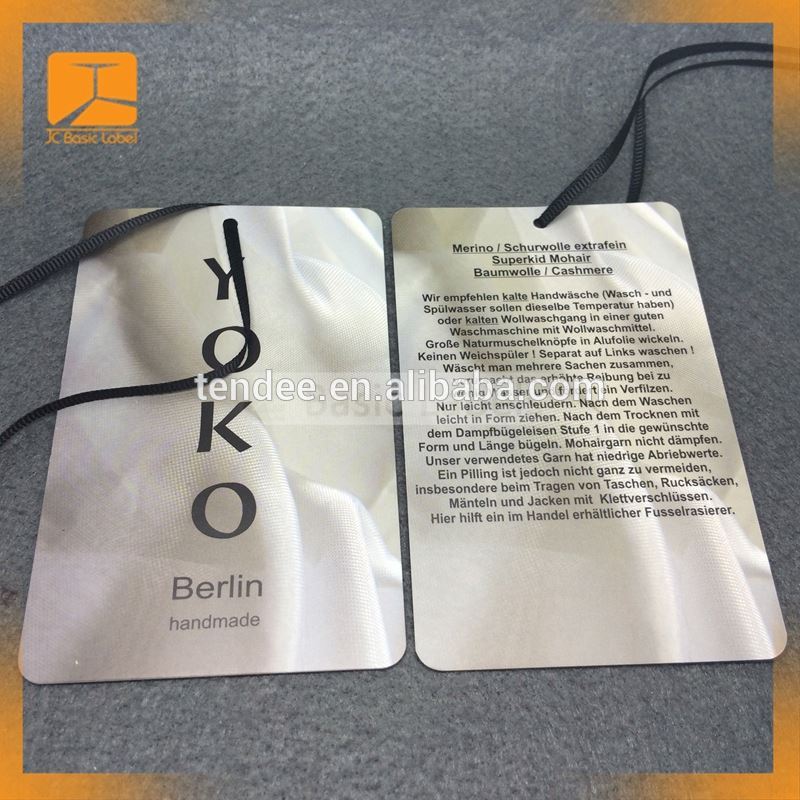 JC Basic Label
YOKO
Berlin
handmade
Merino / Schurwolle extrafein
Superkid Mohair
Baumwolle / Cashmere
Wir empfehlen kalte Handwäsche (Wasch - und
Spülwasser sollen dieselbe Temperatur haben)
oder kalten Wollwaschgang in einer guten
Waschmaschine mit Wollwaschmittel.
Große Naturmuschelknöpfe in Alufolie wickeln.
Keinen Weichspüler ! Separat auf Links waschen !
Wäscht man mehrere Sachen zusammen,
erhöhte Reibung bei zu
ein Verfilzen.
Nur leicht anschleudern. Nach dem Waschen
leicht in Form ziehen. Nach dem Trocknen mit
dem Dampfbügeleisen Stufe 1 in die gewünschte
Form und Länge bügeln. Mohairgarn nicht dämpfen.
Unser verwendetes Garn hat niedrige Abriebwerte.
Ein Pilling ist jedoch nicht ganz zu vermeiden,
insbesondere beim Tragen von Taschen, Rucksäcken,
Mänteln und Jacken mit Klettverschlüssen.
Hier hilft ein im Handel erhältlicher Fusselrasierer.
tendee.en.alibaba.com